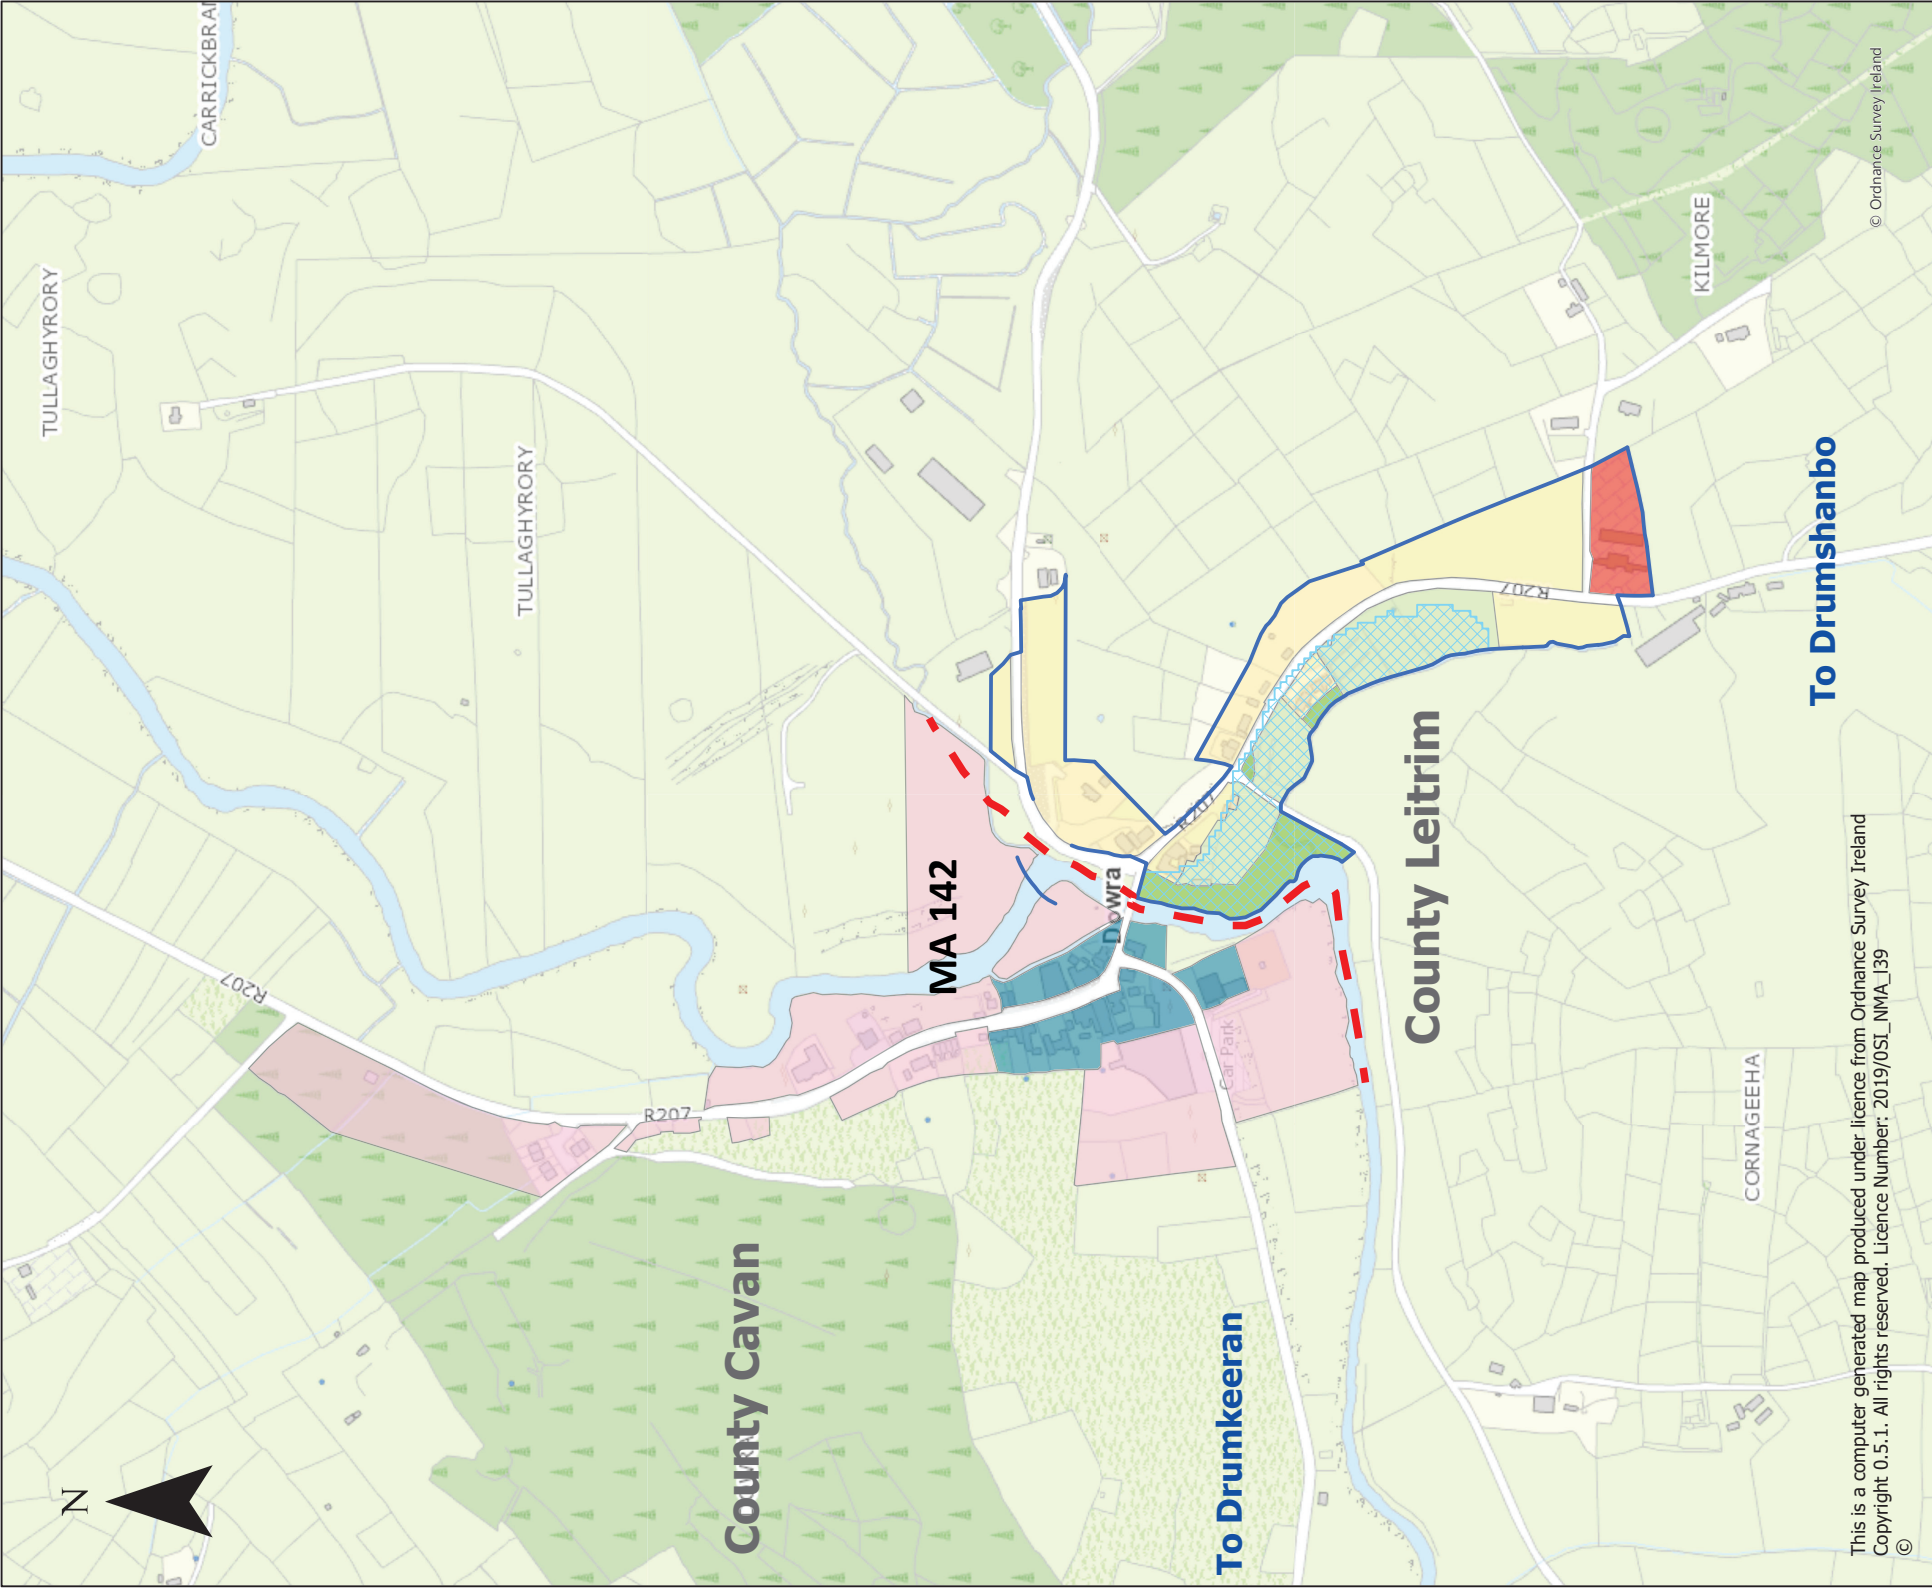 N
TULLAGHYRORY
CARRICKBRA
R207
TULLAGHYRORY
R207
County Cavan
MA 142
Dowra
R207
Car Park
To Drumkeeran
County Leitrim
R207
KILMORE
CORNAGEEHA
To Drumshanbo
© Ordnance Survey Ireland
This is a computer generated map produced under licence from Ordnance Survey Ireland
Copyright 0.5.1. All rights reserved. Licence Number: 2019/0SI_NMA_139
©